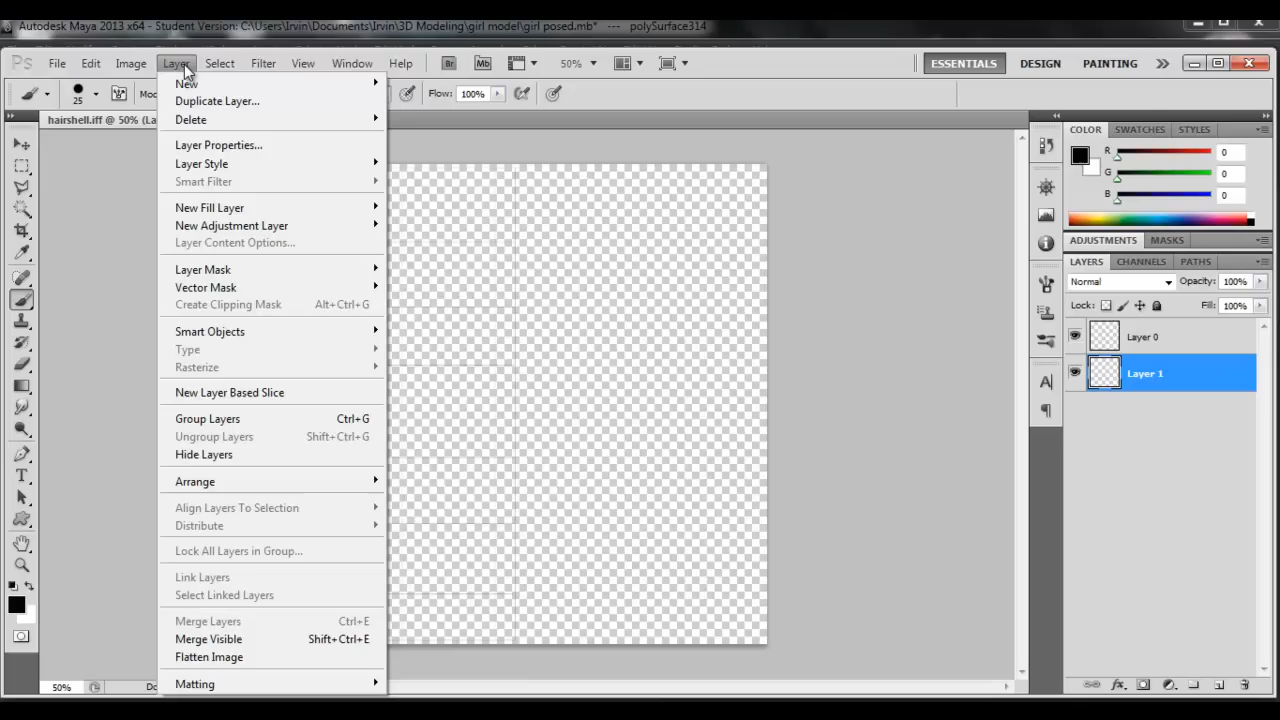 Autodesk Maya 2013 x64 - Student Version: C:\Users\Irvin\Documents\Irvin\3D Modeling\girl model\girl posed.mb* --- polySurface314
Ps File Edit Image Layer Select Filter View Window Help Br Mb 50% ESSENTIALS DESIGN PAINTING
25 Mod Flow: 100%
hairshell.iff @ 50% (La
New
Duplicate Layer...
Delete
Layer Properties...
Layer Style
Smart Filter
New Fill Layer
New Adjustment Layer
Layer Content Options...
Layer Mask
Vector Mask
Create Clipping Mask Alt+Ctrl+G
Smart Objects
Type
Rasterize
New Layer Based Slice
Group Layers Ctrl+G
Ungroup Layers Shift+Ctrl+G
Hide Layers
Arrange
Align Layers To Selection
Distribute
Lock All Layers in Group...
Link Layers
Select Linked Layers
Merge Layers Ctrl+E
Merge Visible Shift+Ctrl+E
Flatten Image
Matting
COLOR SWATCHES STYLES
R 0
G 0
B 0
ADJUSTMENTS MASKS
LAYERS CHANNELS PATHS
Normal Opacity: 100%
Lock: Fill: 100%
Layer 0
Layer 1
50% Do